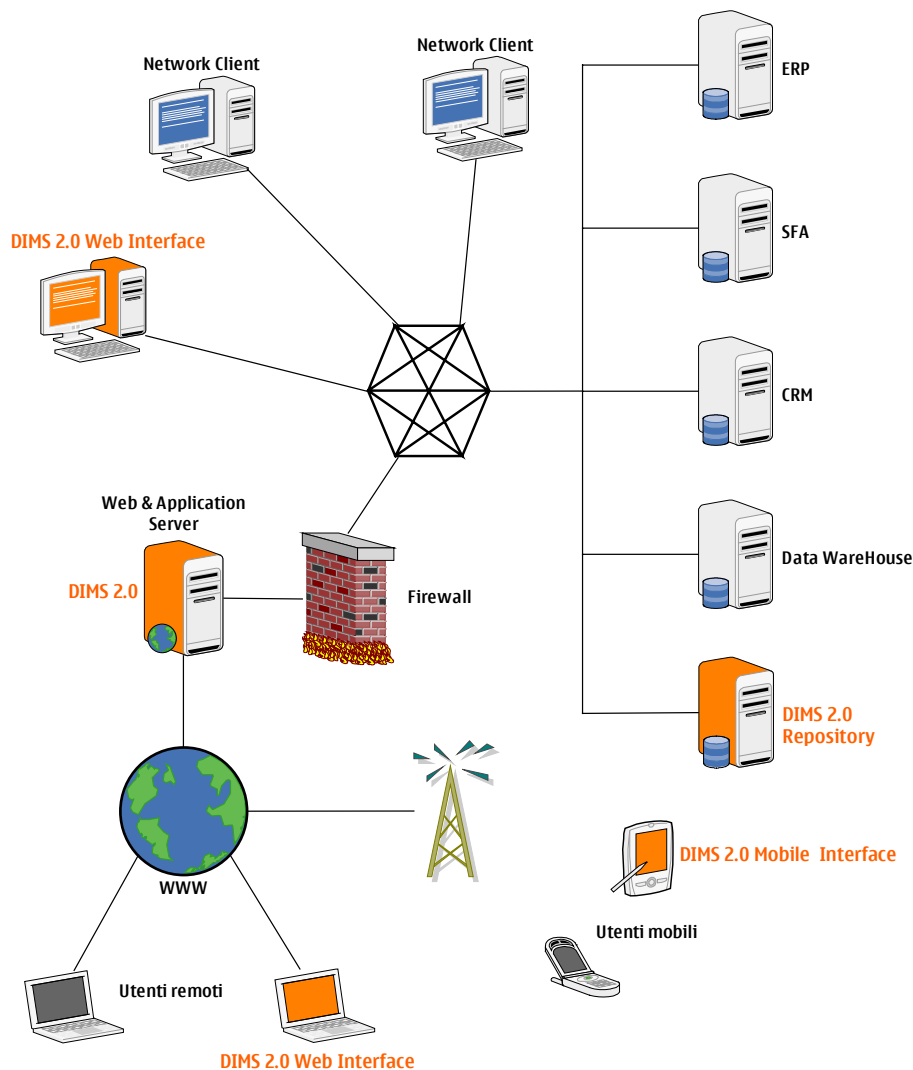 Network Client
Network Client
ERP
SFA
DIMS 2.0 Web Interface
CRM
Web & Application
Server
DIMS 2.0
Firewall
Data WareHouse
DIMS 2.0
Repository
WWW
DIMS 2.0 Mobile Interface
Utenti mobili
Utenti remoti
DIMS 2.0 Web Interface